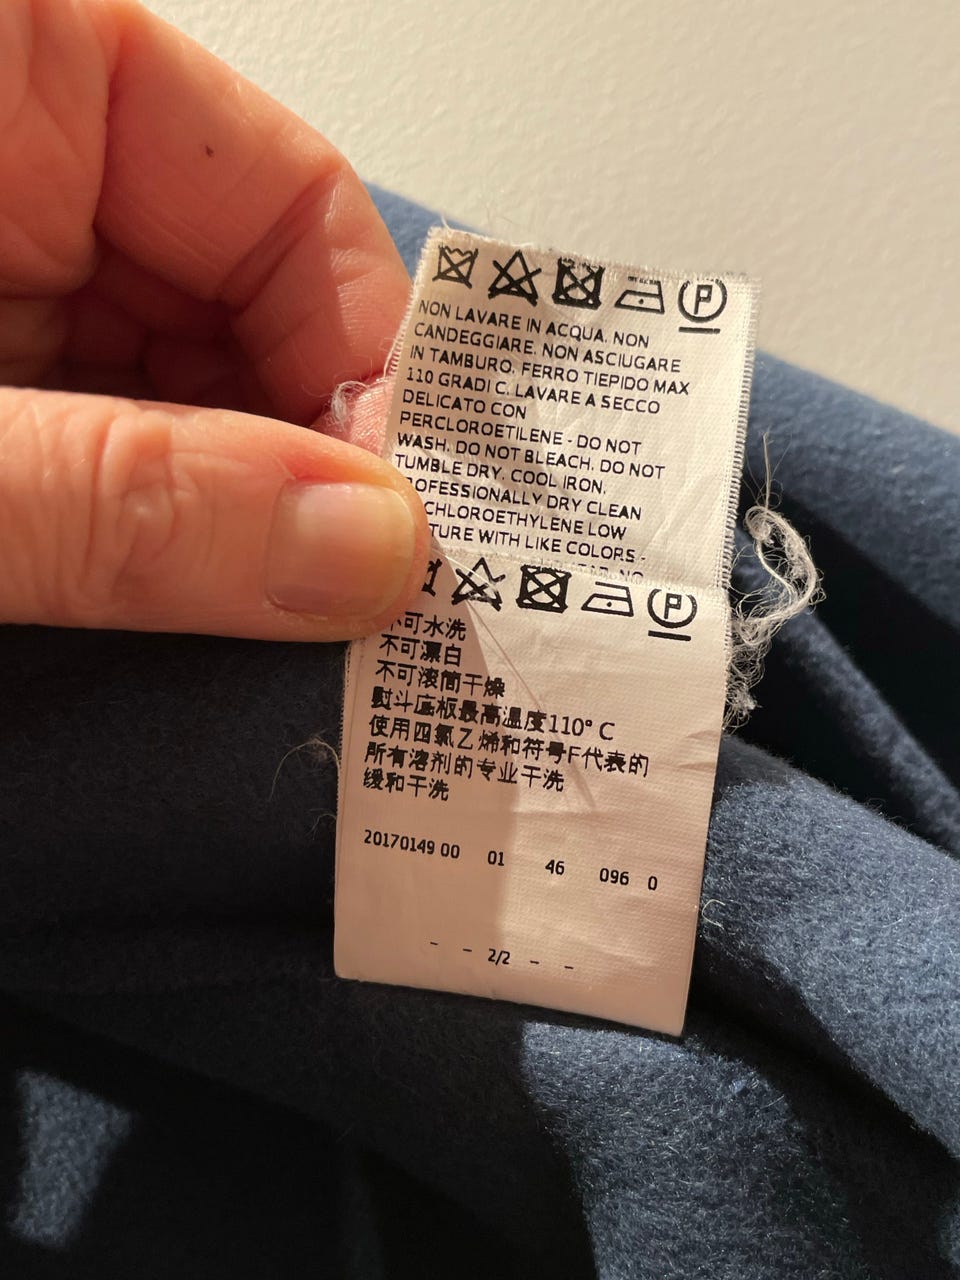 P
NON LAVARE IN ACQUA. NON
CANDEGGIARE. NON ASCIUGARE
IN TAMBURO. FERRO TIEPIDO MAX
110 GRADI C. LAVARE A SECCO
DELICATO CON
PERCLOROETILENE - DO NOT
WASH. DO NOT BLEACH. DO NOT
TUMBLE DRY. COOL IRON.
OFESSIONALLY DRY CLEAN
CHLOROETHYLENE LOW
TURE WITH LIKE COLORS -
P
不可水洗
不可漂白
不可滚筒干燥
熨斗底板最高温度110° C
使用四氯乙烯和符号F代表的
所有溶剂的专业干洗
缓和干洗
20170149 00 01 46 096 0
- - 2/2 - -